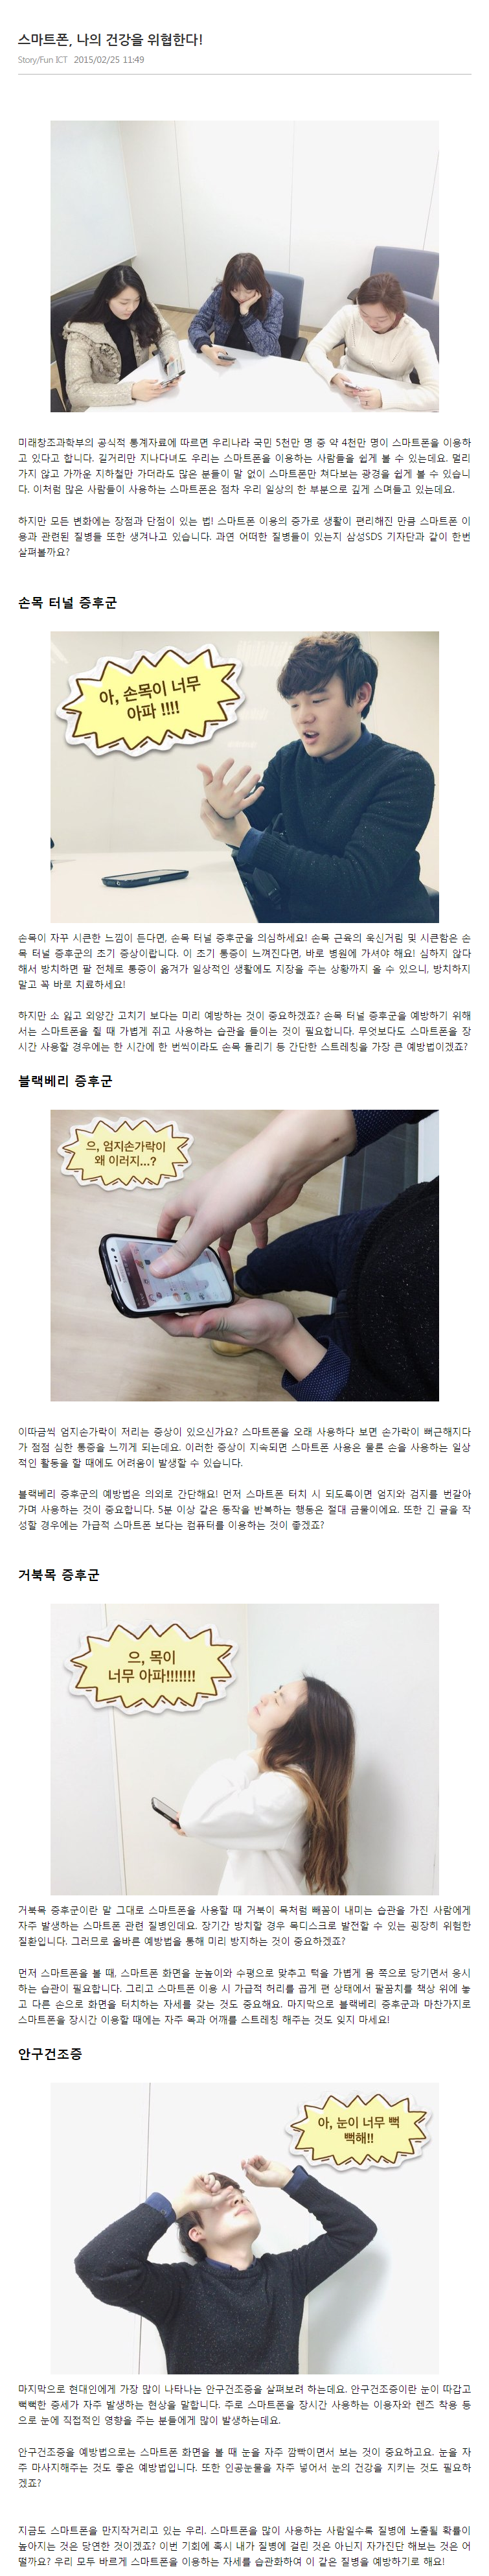 스마트폰, 나의 건강을 위협한다!
Story/Fun ICT 2015/02/25 11:49
미래창조과학부의 공식적 통계자료에 따르면 우리나라 국민 5천만 명 중 약 4천만 명이 스마트폰을 이용하
고 있다고 합니다. 길거리만 지나다녀도 우리는 스마트폰을 이용하는 사람들을 쉽게 볼 수 있는데요. 멀리
가지 않고 가까운 지하철만 가더라도 많은 분들이 말 없이 스마트폰만 쳐다보는 광경을 쉽게 볼 수 있습니
다. 이처럼 많은 사람들이 사용하는 스마트폰은 점차 우리 일상의 한 부분으로 깊게 스며들고 있는데요.
하지만 모든 변화에는 장점과 단점이 있는 법! 스마트폰 이용의 증가로 생활이 편리해진 만큼 스마트폰 이
용과 관련된 질병들 또한 생겨나고 있습니다. 과연 어떠한 질병들이 있는지 삼성SDS 기자단과 같이 한번
살펴볼까요?
손목 터널 증후군
아, 손목이 너무
아파 !!!!
손목이 자꾸 시큰한 느낌이 든다면, 손목 터널 증후군을 의심하세요! 손목 근육의 욱신거림 및 시큰함은 손
목 터널 증후군의 초기 증상이랍니다. 이 초기 통증이 느껴진다면, 바로 병원에 가셔야 해요! 심하지 않다
해서 방치하면 팔 전체로 통증이 옮겨가 일상적인 생활에도 지장을 주는 상황까지 올 수 있으니, 방치하지
말고 꼭 바로 치료하세요!
하지만 소 잃고 외양간 고치기 보다는 미리 예방하는 것이 중요하겠죠? 손목 터널 증후군을 예방하기 위해
서는 스마트폰을 쥘 때 가볍게 쥐고 사용하는 습관을 들이는 것이 필요합니다. 무엇보다도 스마트폰을 장
시간 사용할 경우에는 한 시간에 한 번씩이라도 손목 돌리기 등 간단한 스트레칭을 가장 큰 예방법이겠죠?
블랙베리 증후군
으, 엄지손가락이
왜 이러지...?
이따금씩 엄지손가락이 저리는 증상이 있으신가요? 스마트폰을 오래 사용하다 보면 손가락이 뻐근해지다
가 점점 심한 통증을 느끼게 되는데요. 이러한 증상이 지속되면 스마트폰 사용은 물론 손을 사용하는 일상
적인 활동을 할 때에도 어려움이 발생할 수 있습니다.
블랙베리 증후군의 예방법은 의외로 간단해요! 먼저 스마트폰 터치 시 되도록이면 엄지와 검지를 번갈아
가며 사용하는 것이 중요합니다. 5분 이상 같은 동작을 반복하는 행동은 절대 금물이에요. 또한 긴 글을 작
성할 경우에는 가급적 스마트폰 보다는 컴퓨터를 이용하는 것이 좋겠죠?
거북목 증후군
으, 목이
너무 아파!!!!!!!
거북목 증후군이란 말 그대로 스마트폰을 사용할 때 거북이 목처럼 빼꼼이 내미는 습관을 가진 사람에게
자주 발생하는 스마트폰 관련 질병인데요. 장기간 방치할 경우 목디스크로 발전할 수 있는 굉장히 위험한
질환입니다. 그러므로 올바른 예방법을 통해 미리 방지하는 것이 중요하겠죠?
먼저 스마트폰을 볼 때, 스마트폰 화면을 눈높이와 수평으로 맞추고 턱을 가볍게 몸 쪽으로 당기면서 응시
하는 습관이 필요합니다. 그리고 스마트폰 이용 시 가급적 허리를 곱게 편 상태에서 팔꿈치를 책상 위에 놓
고 다른 손으로 화면을 터치하는 자세를 갖는 것도 중요해요. 마지막으로 블랙베리 증후군과 마찬가지로
스마트폰을 장시간 이용할 때에는 자주 목과 어깨를 스트레칭 해주는 것도 잊지 마세요!
안구건조증
아, 눈이 너무 뻑
뻑해!!
마지막으로 현대인에게 가장 많이 나타나는 안구건조증을 살펴보려 하는데요. 안구건조증이란 눈이 따갑고
뻑뻑한 증세가 자주 발생하는 현상을 말합니다. 주로 스마트폰을 장시간 사용하는 이용자와 렌즈 착용 등
으로 눈에 직접적인 영향을 주는 분들에게 많이 발생하는데요.
안구건조증을 예방법으로는 스마트폰 화면을 볼 때 눈을 자주 깜빡이면서 보는 것이 중요하고요. 눈을 자
주 마사지해주는 것도 좋은 예방법입니다. 또한 인공눈물을 자주 넣어서 눈의 건강을 지키는 것도 필요하
겠죠?
지금도 스마트폰을 만지작거리고 있는 우리. 스마트폰을 많이 사용하는 사람일수록 질병에 노출될 확률이
높아지는 것은 당연한 것이겠죠? 이번 기회에 혹시 내가 질병에 걸린 것은 아닌지 자가진단 해보는 것은 어
떨까요? 우리 모두 바르게 스마트폰을 이용하는 자세를 습관화하여 이 같은 질병을 예방하기로 해요!